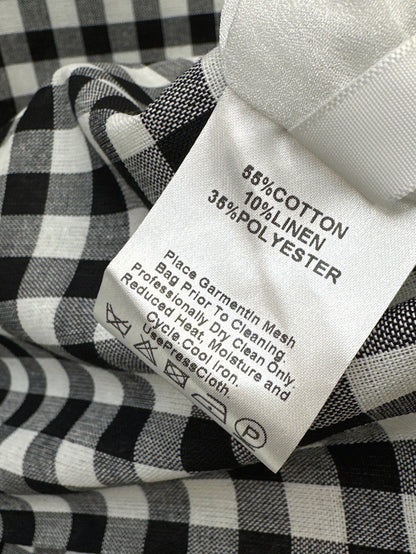 55%COTTON
10%LINEN
35%POLYESTER
Place Garmentin Mesh
Bag Prior To Cleaning.
Professionally Dry Clean Only.
Reduced Heat, Moisture and
Cycle.Cool Iron.
UsePressCloth.
P